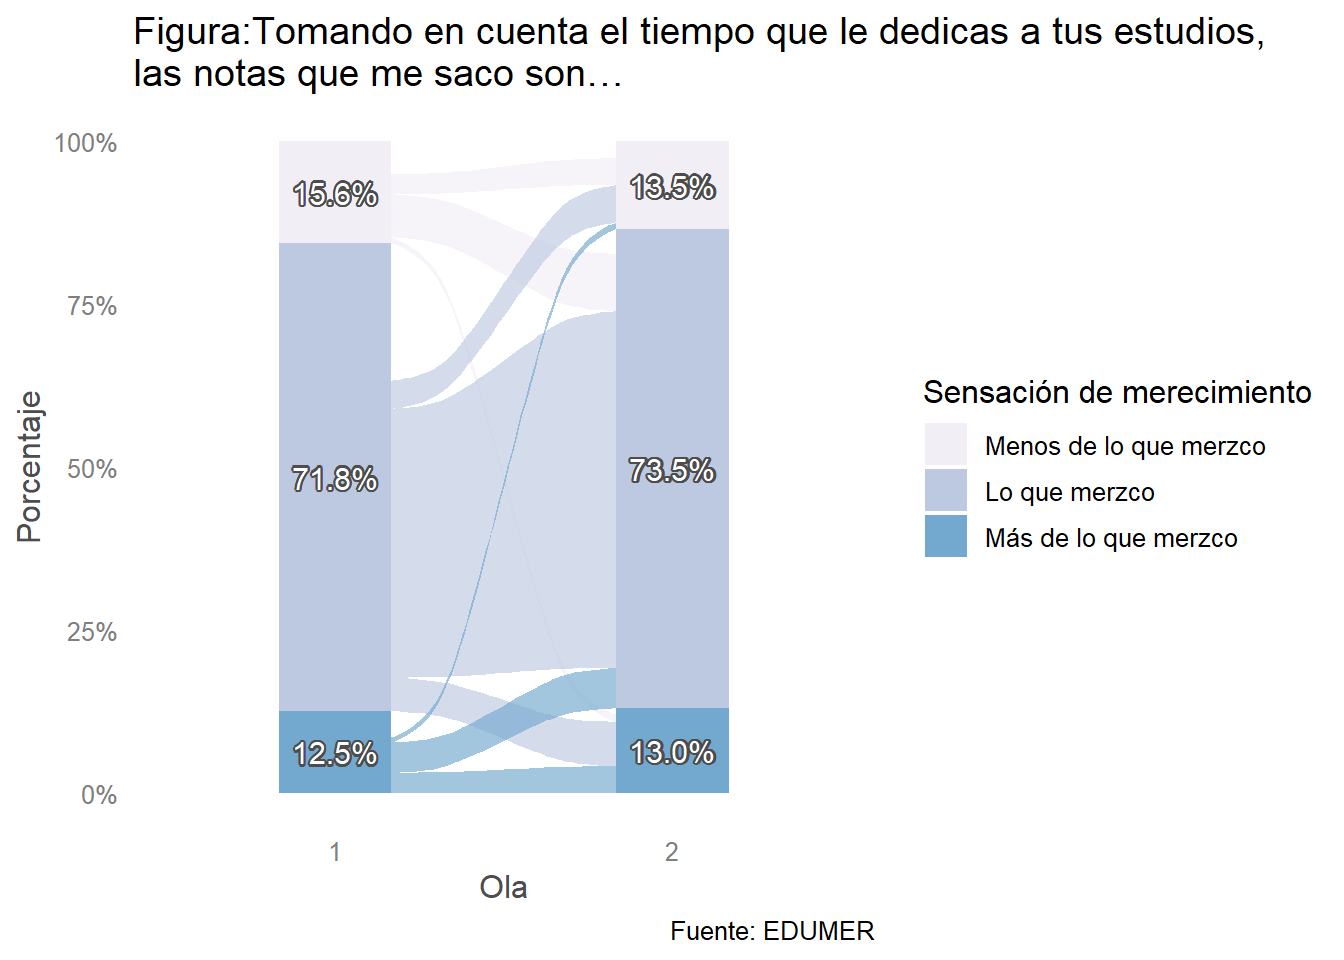 Figura:Tomando en cuenta el tiempo que le dedicas a tus estudios,
las notas que me saco son…
100%
75%
50%
25%
0%
Porcentaje
15.6%
71.8%
12.5%
13.5%
73.5%
13.0%
1
2
Ola
Sensación de merecimiento
Menos de lo que merzco
Lo que merzco
Más de lo que merzco
Fuente: EDUMER